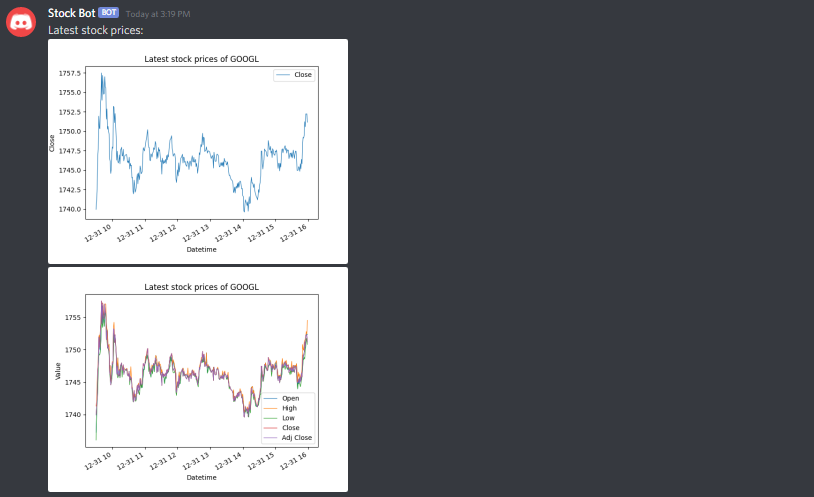 Stock Bot BOT Today at 3:19 PM
Latest stock prices:
Latest stock prices of GOOGL
Close
1757.5
1755.0
1752.5
1750.0
1747.5
1745.0
1742.5
1740.0
Close
12-31 10
12-31 11
12-31 12
12-31 13
12-31 14
12-31 15
12-31 16
Datetime
Latest stock prices of GOOGL
1755
1750
1745
1740
Value
Open
High
Low
Close
Adj Close
12-31 10
12-31 11
12-31 12
12-31 13
12-31 14
12-31 15
12-31 16
Datetime